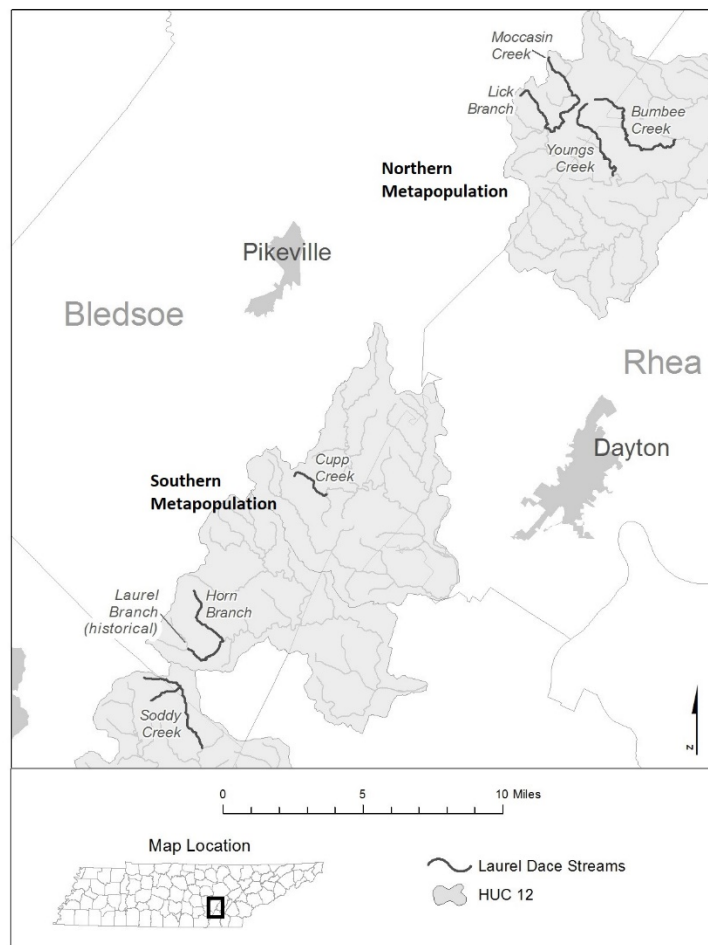 Moccasin
Creek
Lick
Branch
Bumbee
Creek
Youngs
Creek
Northern
Metapopulation
Pikeville
Bledsoe
Rhea
Dayton
Cupp
Creek
Southern
Metapopulation
Laurel
Branch
(historical)
Horn
Branch
Soddy
Creek
N
0 5 10 Miles
Map Location
Laurel Dace Streams
HUC 12